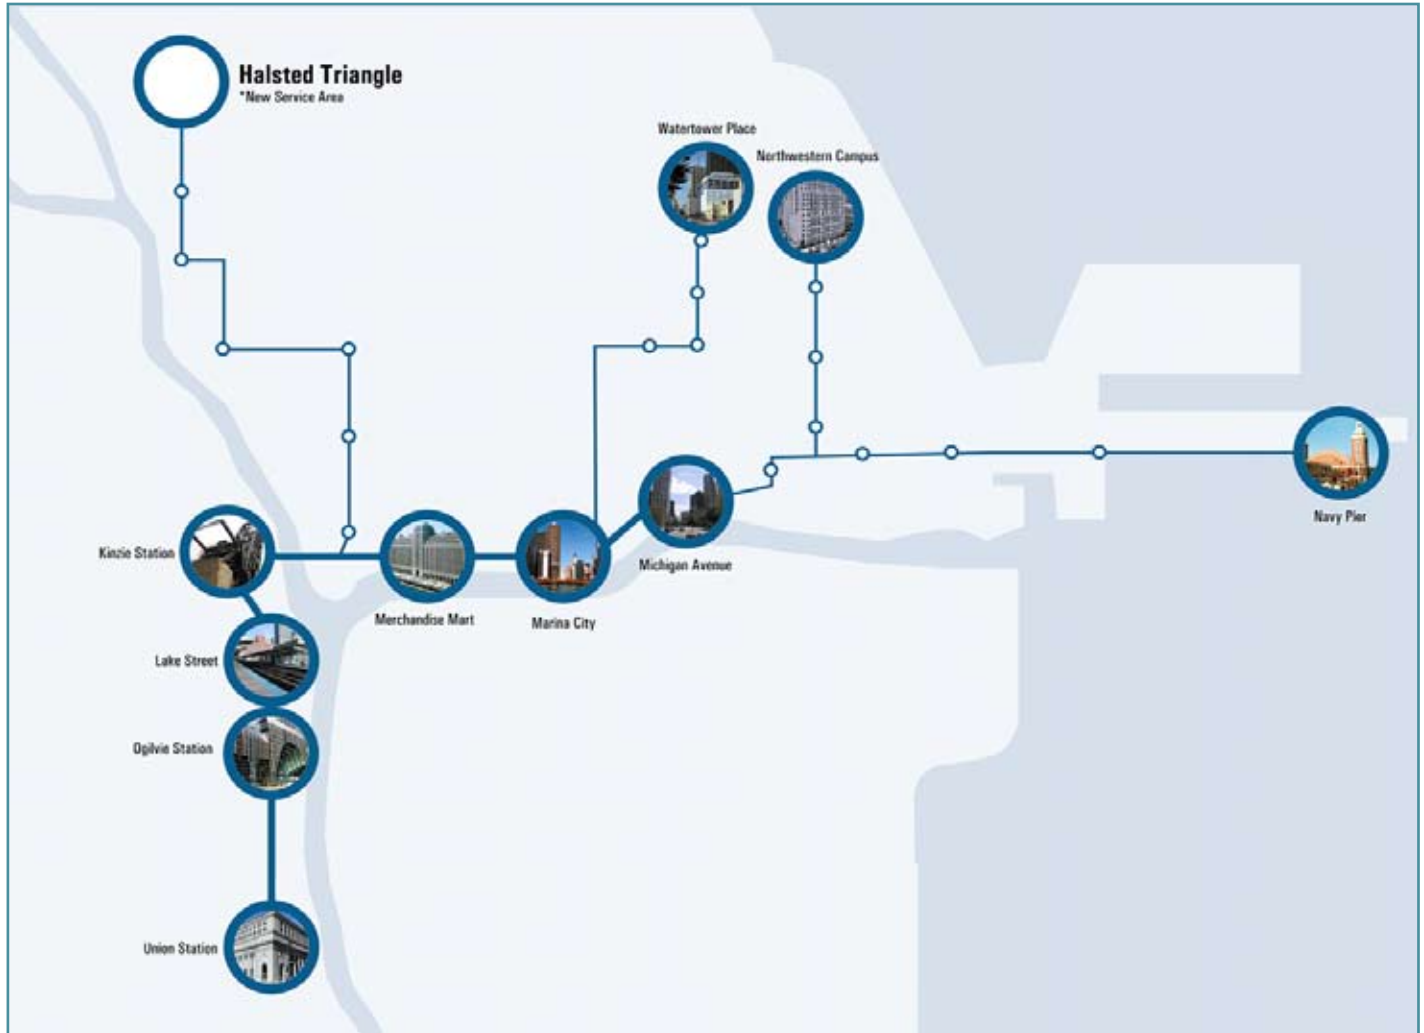 Halsted Triangle
*New Service Area
Watertower Place
Northwestern Campus
Navy Pier
Kinzie Station
Michigan Avenue
Merchandise Mart
Marina City
Lake Street
Ogilvie Station
Union Station